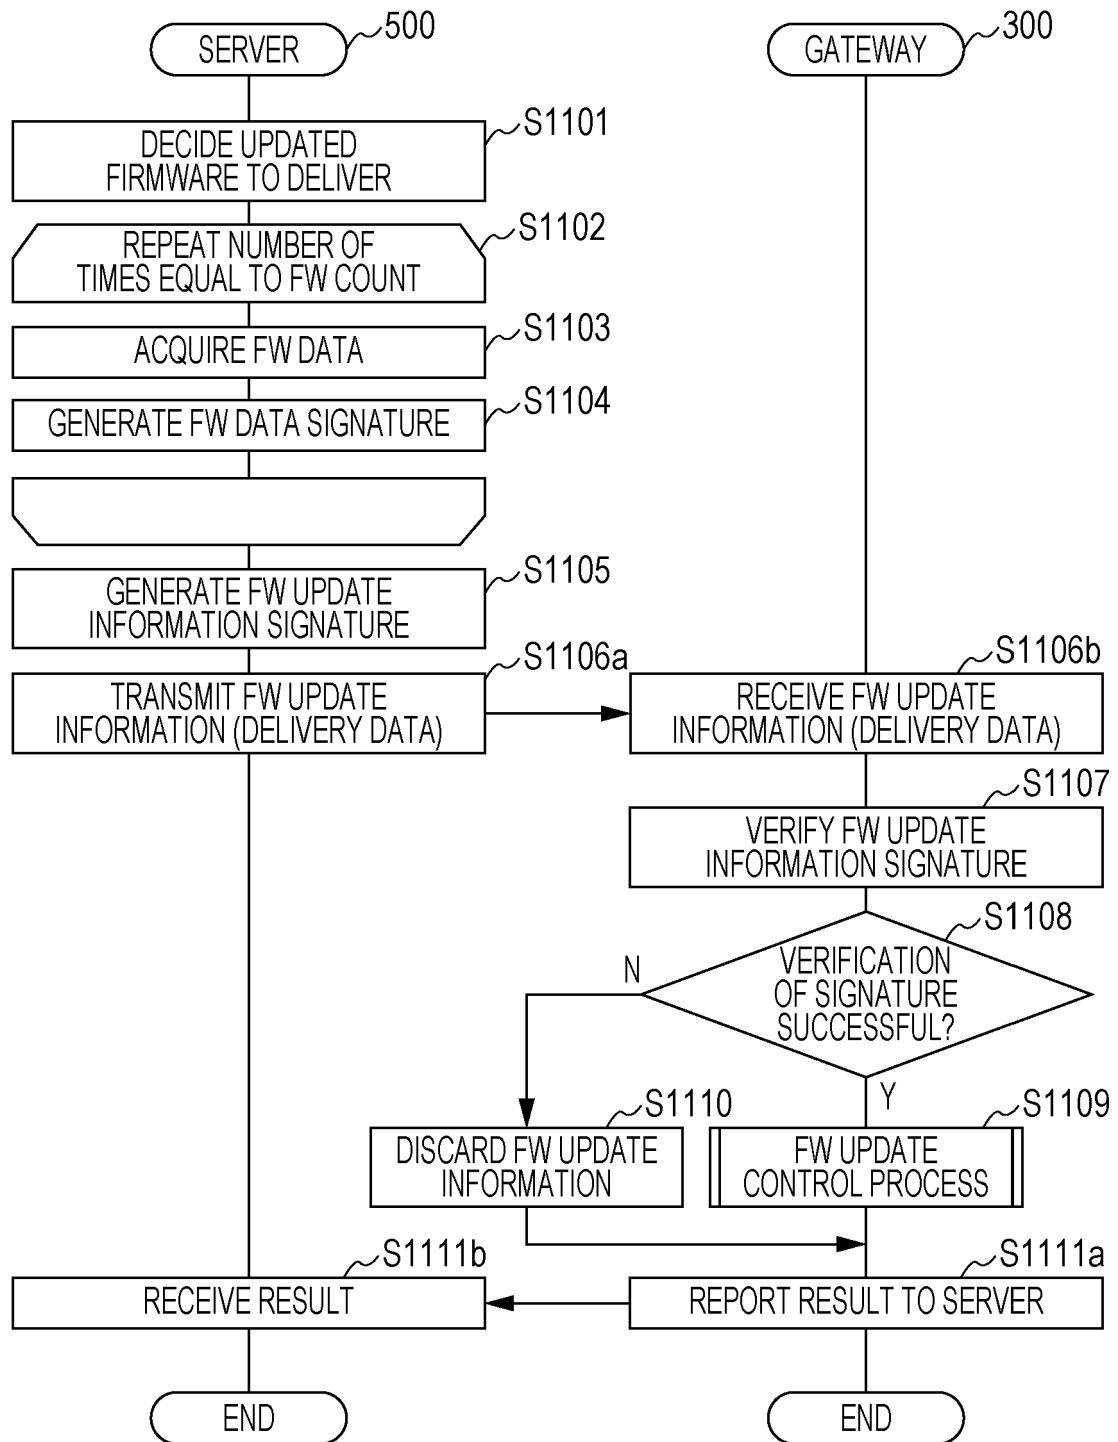 SERVER
500
GATEWAY
300
S1101
DECIDE UPDATED
FIRMWARE TO DELIVER
S1102
REPEAT NUMBER OF
TIMES EQUAL TO FW COUNT
S1103
ACQUIRE FW DATA
S1104
GENERATE FW DATA SIGNATURE
S1105
GENERATE FW UPDATE
INFORMATION SIGNATURE
S1106a
TRANSMIT FW UPDATE
INFORMATION (DELIVERY DATA)
S1106b
RECEIVE FW UPDATE
INFORMATION (DELIVERY DATA)
S1107
VERIFY FW UPDATE
INFORMATION SIGNATURE
S1108
VERIFICATION
OF SIGNATURE
SUCCESSFUL?
N
Y
S1110
DISCARD FW UPDATE
INFORMATION
S1109
FW UPDATE
CONTROL PROCESS
S1111b
RECEIVE RESULT
S1111a
REPORT RESULT TO SERVER
END
END